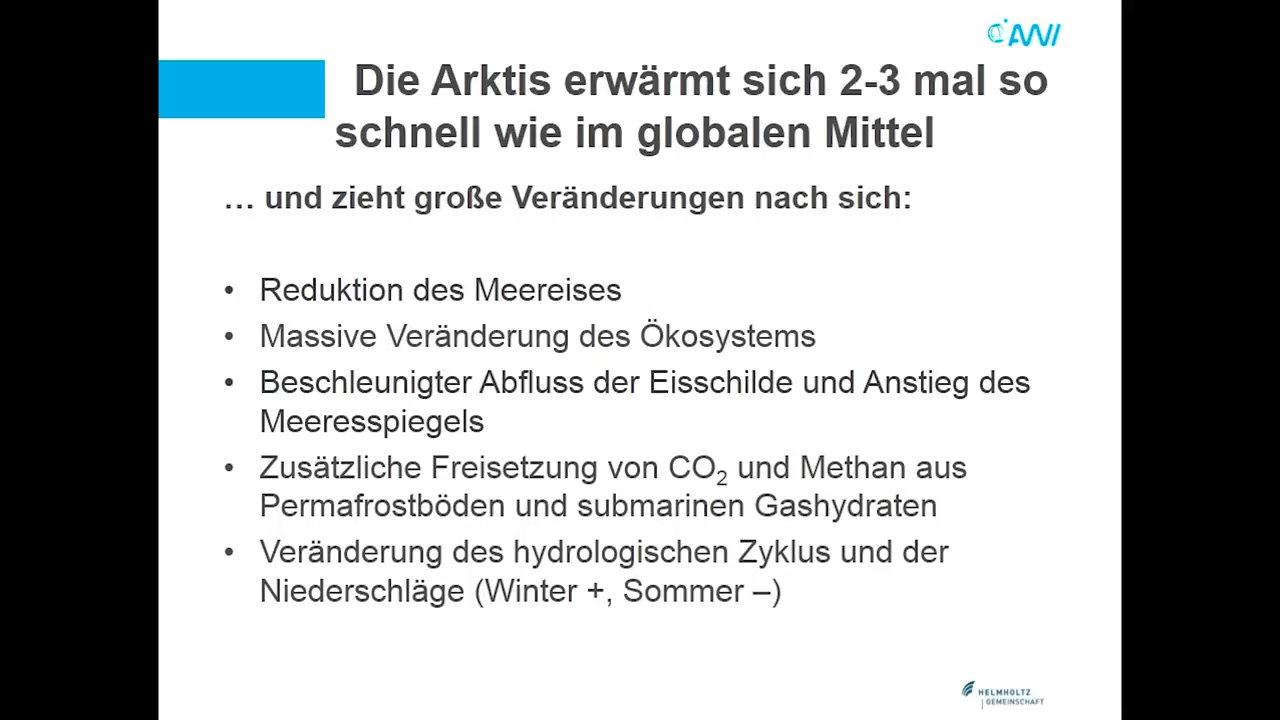 AWI
Die Arktis erwärmt sich 2-3 mal so
schnell wie im globalen Mittel
… und zieht große Veränderungen nach sich:
• Reduktion des Meereises
• Massive Veränderung des Ökosystems
• Beschleunigter Abfluss der Eisschilde und Anstieg des
Meeresspiegels
• Zusätzliche Freisetzung von CO₂ und Methan aus
Permafrostböden und submarinen Gashydraten
• Veränderung des hydrologischen Zyklus und der
Niederschläge (Winter +, Sommer –)
HELMHOLTZ
GEMEINSCHAFT